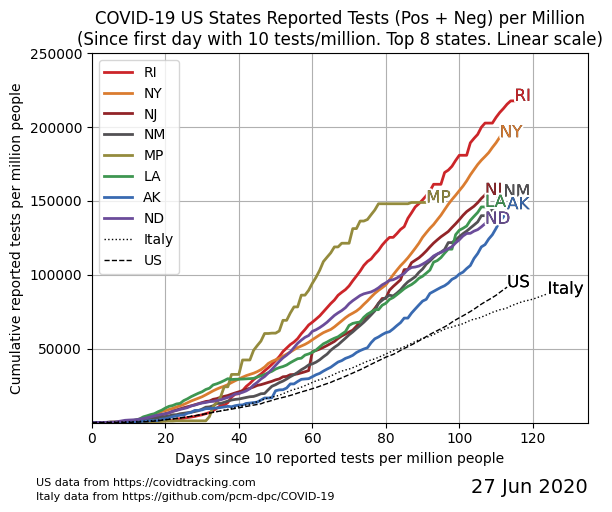 COVID-19 US States Reported Tests (Pos + Neg) per Million
(Since first day with 10 tests/million. Top 8 states. Linear scale)
Cumulative reported tests per million people
250000
200000
150000
100000
50000
RI
NY
NJ
NM
MP
LA
AK
ND
Italy
US
RI
NY
MP
NJ
NM
LA
AK
ND
US
Italy
0
20
40
60
80
100
120
Days since 10 reported tests per million people
US data from https://covidtracking.com
Italy data from https://github.com/pcm-dpc/COVID-19
27 Jun 2020